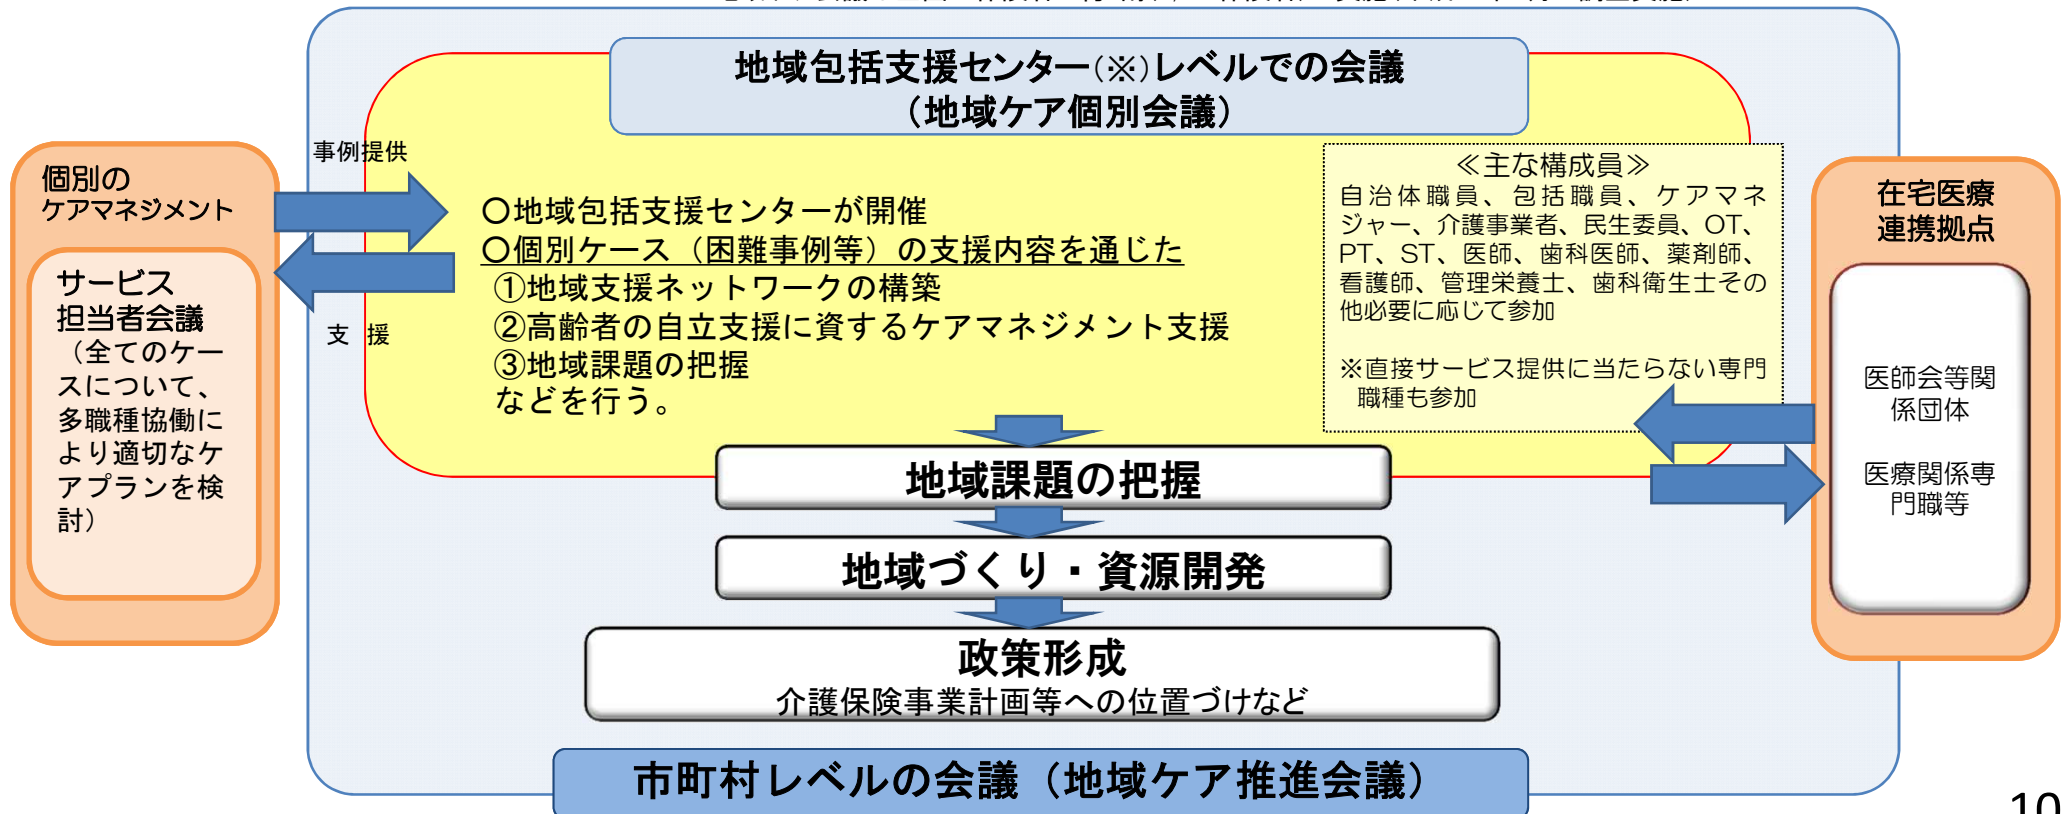 地域包括支援センター(※)レベルでの会議
（地域ケア個別会議）
事例提供
個別の
ケアマネジメント
サービス
担当者会議
（全てのケー
スについて、
多職種協働に
より適切なケ
アプランを検
討）
支 援
〇地域包括支援センターが開催
〇個別ケース（困難事例等）の支援内容を通じた
①地域支援ネットワークの構築
②高齢者の自立支援に資するケアマネジメント支援
③地域課題の把握
などを行う。
≪主な構成員≫
自治体職員、包括職員、ケアマネ
ジャー、介護事業者、民生委員、OT、
PT、ST、医師、歯科医師、薬剤師、
看護師、管理栄養士、歯科衛生士その
他必要に応じて参加
※直接サービス提供に当たらない専門
職種も参加
在宅医療
連携拠点
医師会等関
係団体
医療関係専
門職等
地域課題の把握
地域づくり・資源開発
政策形成
介護保険事業計画等への位置づけなど
市町村レベルの会議（地域ケア推進会議）
10